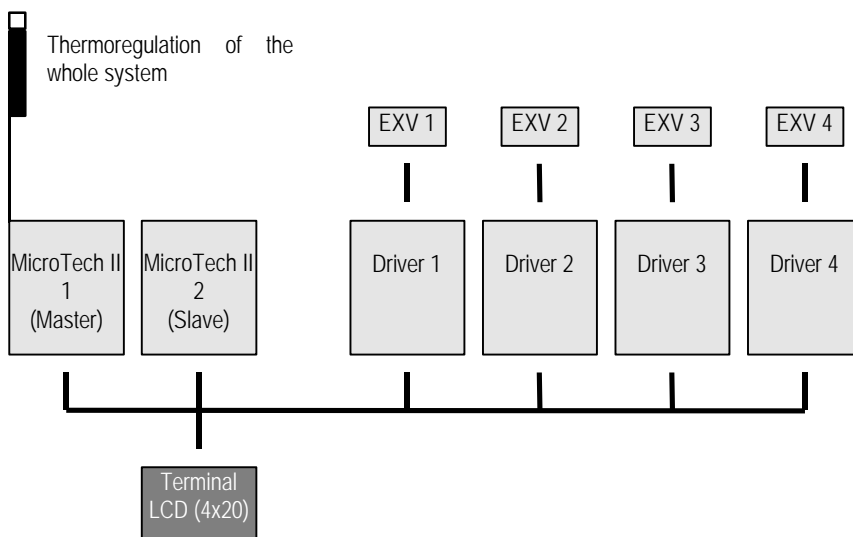 Thermoregulation of the
whole system
EXV 1
EXV 2
EXV 3
EXV 4
MicroTech II
1
(Master)
MicroTech II
2
(Slave)
Driver 1
Driver 2
Driver 3
Driver 4
Terminal
LCD (4x20)